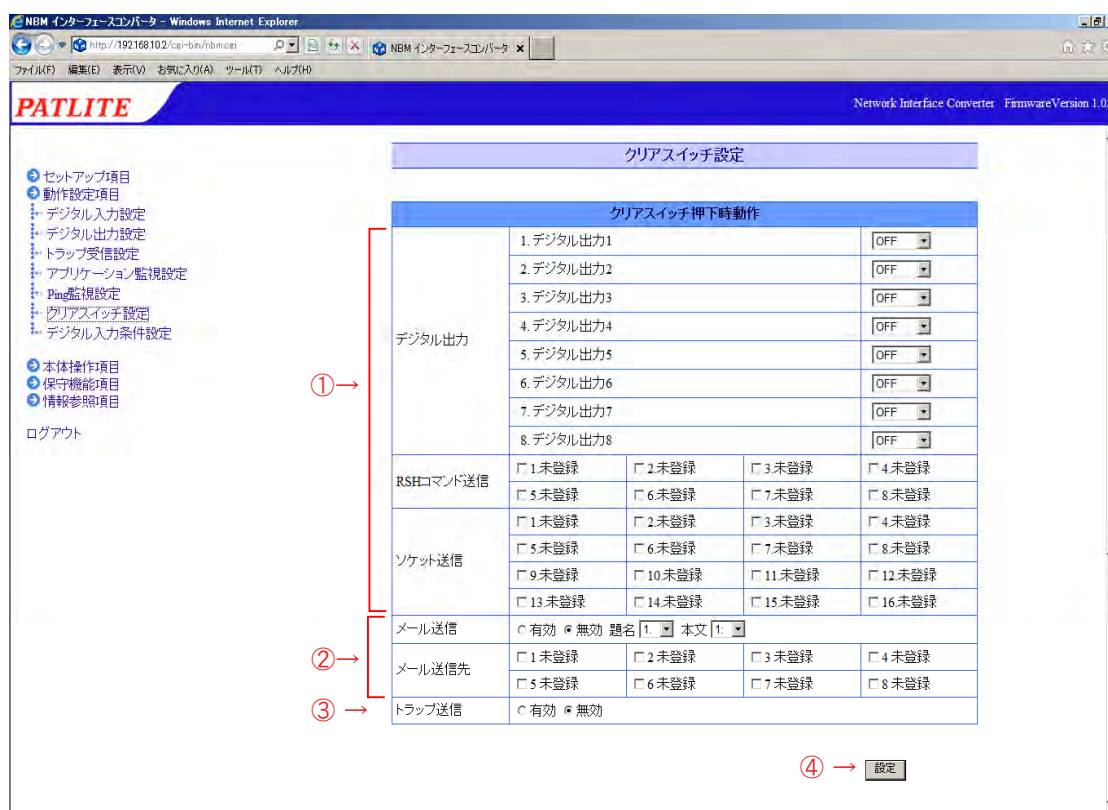 NBM インターフェースコンバータ - Windows Internet Explorer
http://192.168.10.2/cgi-bin/nbm.cgi
NBM インターフェースコンバータ
ファイル(F) 編集(E) 表示(V) お気に入り(A) ツール(T) ヘルプ(H)
PATLITE
Network Interface Converter FirmwareVersion 1.0
セットアップ項目
動作設定項目
デジタル入力設定
デジタル出力設定
トラップ受信設定
アプリケーション監視設定
Ping監視設定
クリアスイッチ設定
デジタル入力条件設定
本体操作項目
保守機能項目
情報参照項目
ログアウト
クリアスイッチ設定
クリアスイッチ押下時動作
①→
デジタル出力
1.デジタル出力1 OFF
2.デジタル出力2 OFF
3.デジタル出力3 OFF
4.デジタル出力4 OFF
5.デジタル出力5 OFF
6.デジタル出力6 OFF
7.デジタル出力7 OFF
8.デジタル出力8 OFF
RSHコマンド送信
1.未登録 2.未登録 3.未登録 4.未登録
5.未登録 6.未登録 7.未登録 8.未登録
ソケット送信
1.未登録 2.未登録 3.未登録 4.未登録
5.未登録 6.未登録 7.未登録 8.未登録
9.未登録 10.未登録 11.未登録 12.未登録
13.未登録 14.未登録 15.未登録 16.未登録
②→
メール送信 有効 無効 題名 1. 本文 1:
メール送信先
1 未登録 2 未登録 3 未登録 4 未登録
5 未登録 6 未登録 7 未登録 8 未登録
③ → トラップ送信 有効 無効
④ → 設定